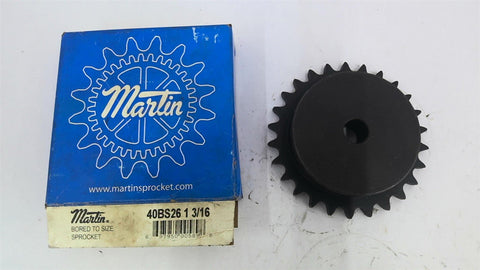 Martin
www.martinsprocket.com
Martin
40BS26 1 3/16
BORED TO SIZE
SPROCKET